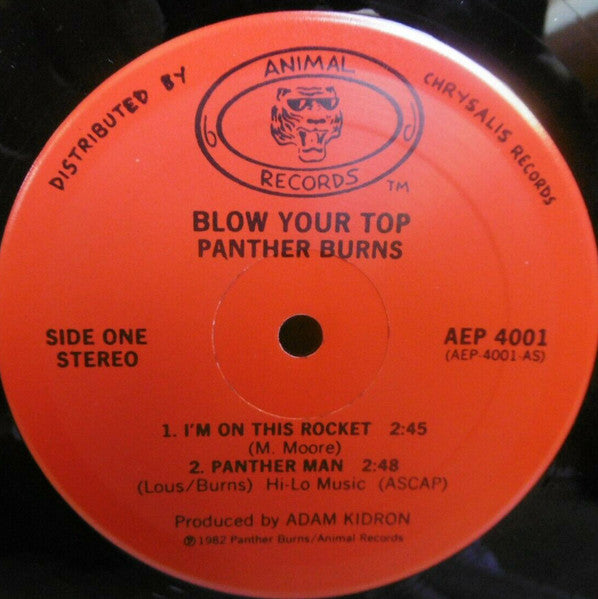 DISTRIBUTED BY
CHRYSALIS RECORDS
ANIMAL
RECORDS
TM
BLOW YOUR TOP
PANTHER BURNS
SIDE ONE
STEREO
AEP 4001
(AEP-4001-AS)
1. I'M ON THIS ROCKET 2:45
(M. Moore)
2. PANTHER MAN 2:48
(Lous/Burns) Hi-Lo Music (ASCAP)
Produced by ADAM KIDRON
℗1982 Panther Burns/Animal Records